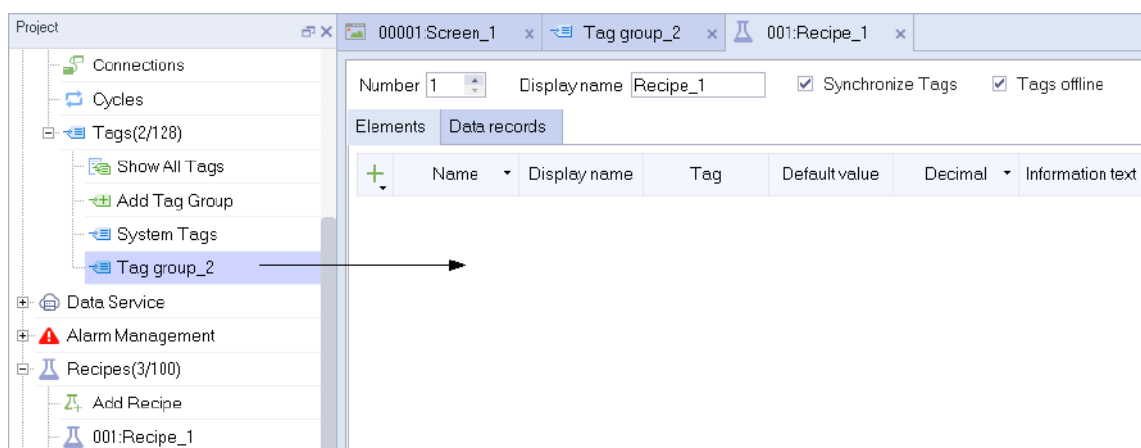 Project
Connections
Cycles
Tags(2/128)
Show All Tags
Add Tag Group
System Tags
Tag group_2
Data Service
Alarm Management
Recipes(3/100)
Add Recipe
001:Recipe_1
00001:Screen_1 x Tag group_2 x 001:Recipe_1 x
Number 1 Display name Recipe_1 Synchronize Tags Tags offline
Elements Data records
Name Display name Tag Default value Decimal Information text